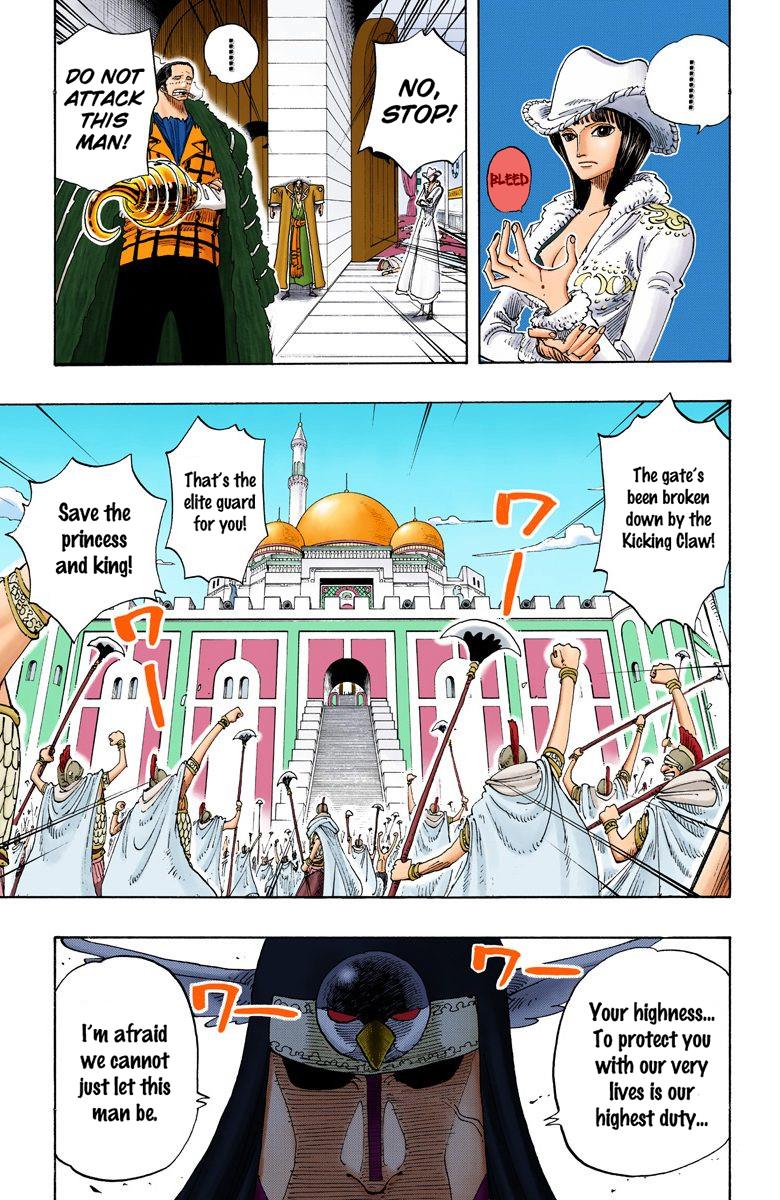 .......
BLEED
NO,
STOP!
.......
DO NOT
ATTACK
THIS
MAN!
The gate's
been broken
down by the
Kicking Claw!
That's the
elite guard
for you!
Save the
princess
and king!
ワー
ワー
Your highness...
To protect you
with our very
lives is our
highest duty...
ワー
ワー
I'm afraid
we cannot
just let this
man be.